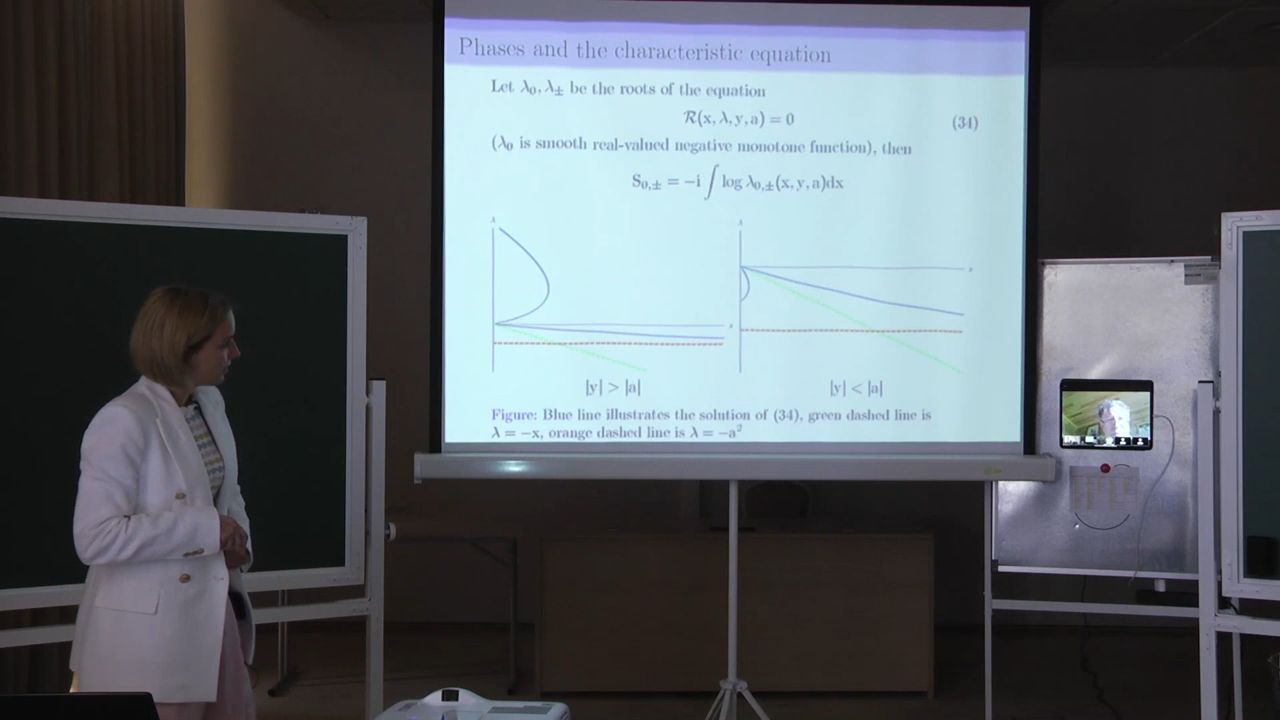 Phases and the characteristic equation
Let λ₀, λ± be the roots of the equation
ℛ(x, λ, y, a) = 0 (34)
(λ₀ is smooth real-valued negative monotone function), then
S₀,± = −i ∫ log λ₀,±(x, y, a)dx
|y| > |a| |y| < |a|
Figure: Blue line illustrates the solution of (34), green dashed line is
λ = −x, orange dashed line is λ = −a²